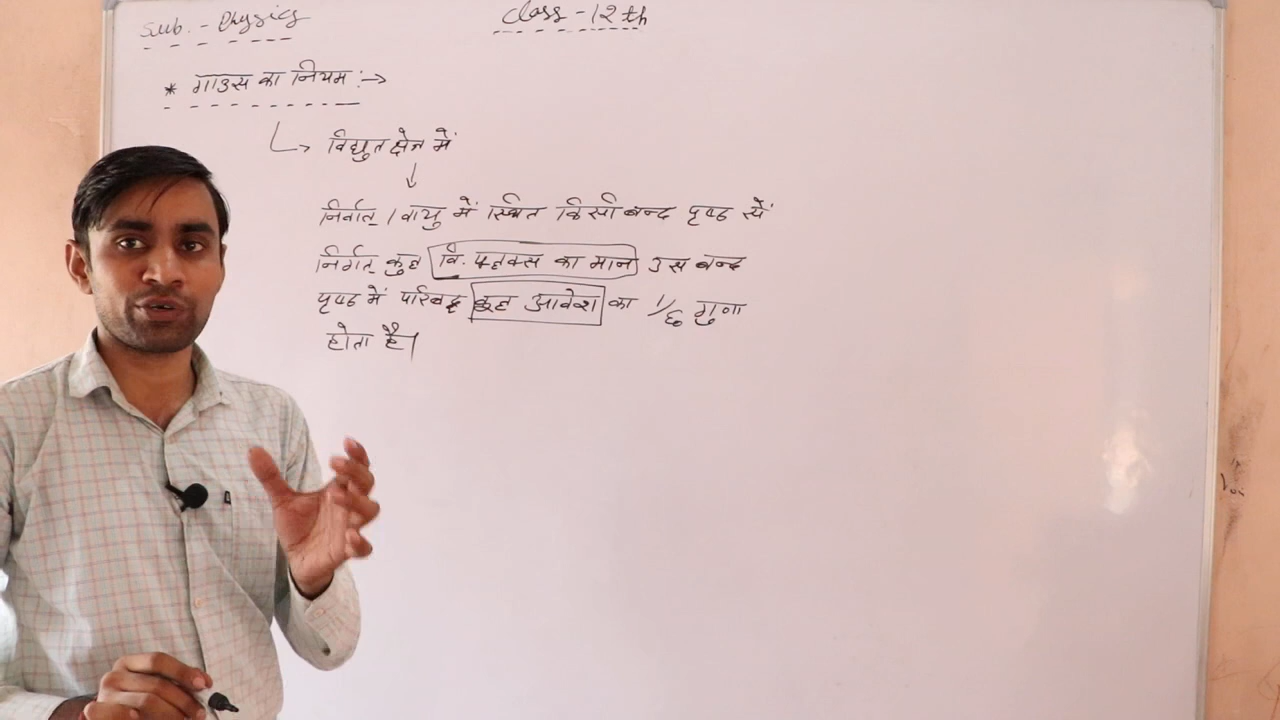 Sub. - Physics
Class - 12th
* गाउस का नियम :→
विद्युत क्षेत्र में
निर्वात् / वायु में स्थित किसी बन्द पृष्ठ से
निर्गत् कुल वि. फ्लक्स का मान उस बन्द
पृष्ठ में परिबद्ध कुल आवेश का 1/ε₀ गुणा
होता है।